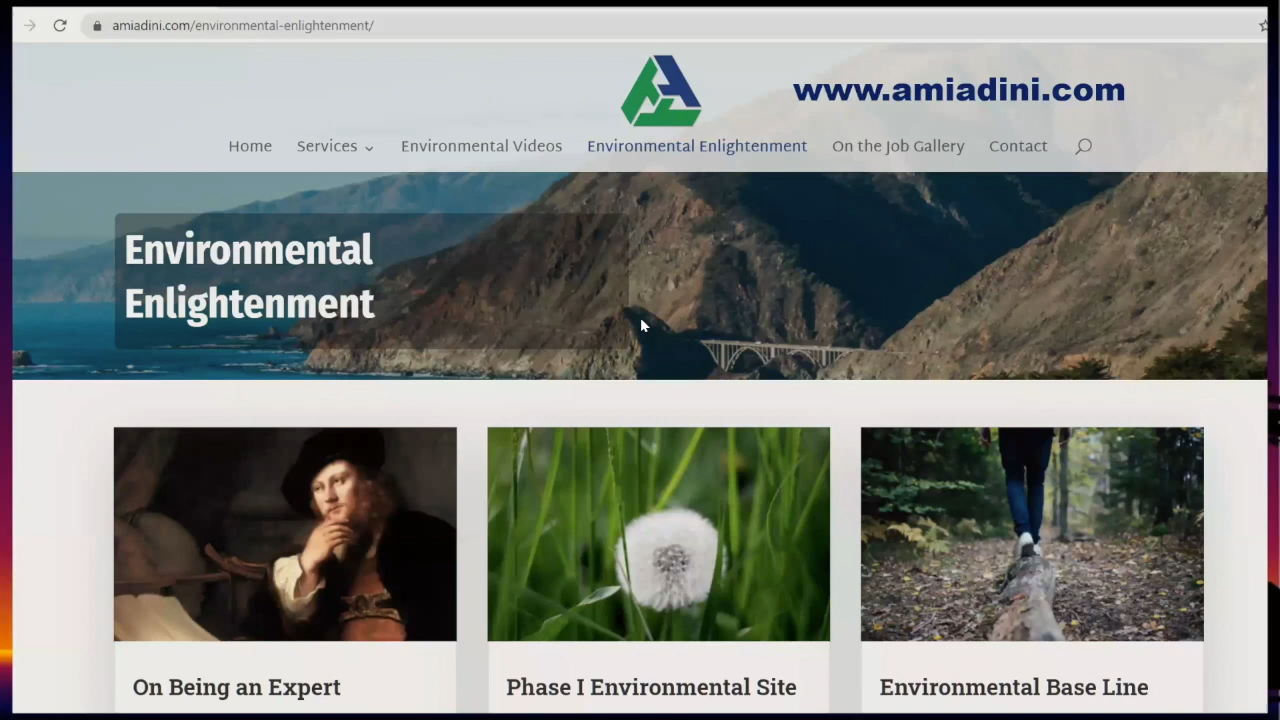 amiadini.com/environmental-enlightenment/
www.amiadini.com
Home Services Environmental Videos Environmental Enlightenment On the Job Gallery Contact
Environmental
Enlightenment
On Being an Expert
Phase I Environmental Site
Environmental Base Line